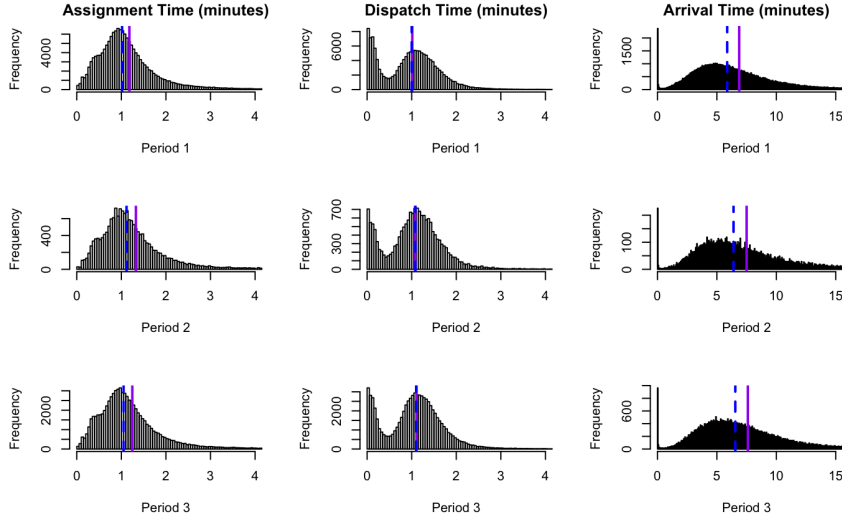 Assignment Time (minutes) Dispatch Time (minutes) Arrival Time (minutes)
Frequency 0 4000 0 1 2 3 4 Period 1
Frequency 0 6000 0 1 2 3 4 Period 1
Frequency 0 1500 0 5 10 15 Period 1
Frequency 0 400 0 1 2 3 4 Period 2
Frequency 0 300 700 0 1 2 3 4 Period 2
Frequency 0 100 0 5 10 15 Period 2
Frequency 0 2000 0 1 2 3 4 Period 3
Frequency 0 2000 0 1 2 3 4 Period 3
Frequency 0 600 0 5 10 15 Period 3